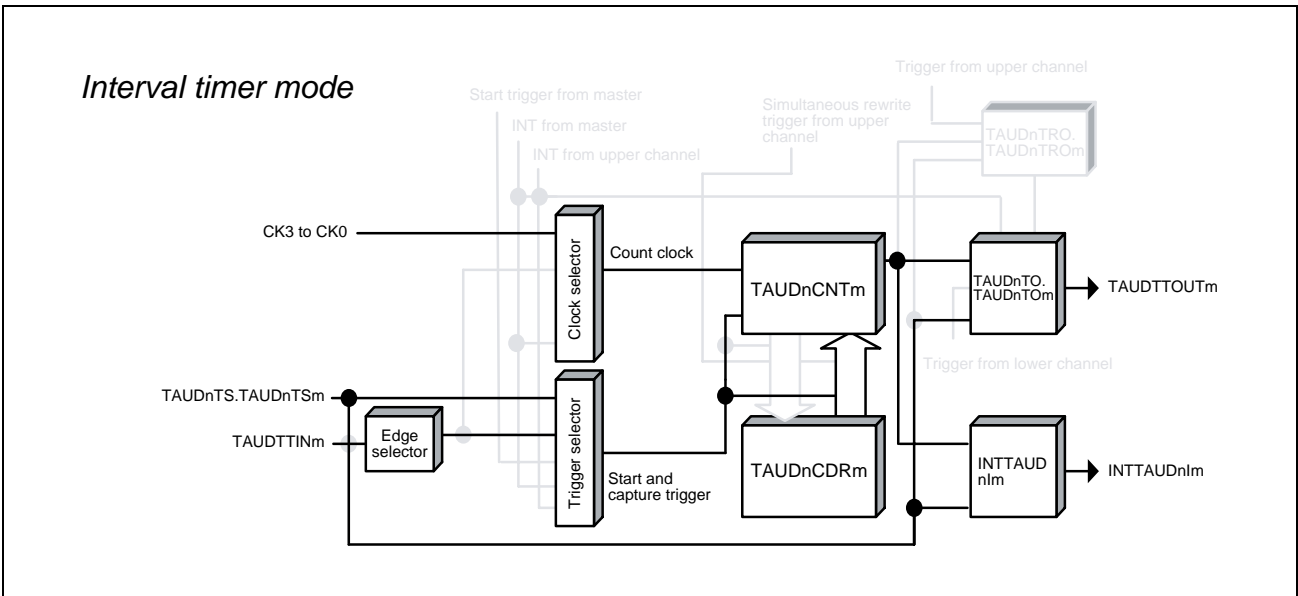 Interval timer mode
Trigger from upper channel
Start trigger from master
INT from master
INT from upper channel
Simultaneous rewrite
trigger from upper
channel
TAUDnTRO.
TAUDnTROm
CK3 to CK0
Clock selector
Count clock
TAUDnCNTm
TAUDnTO.
TAUDnTOm
TAUDTTOUTm
Trigger from lower channel
TAUDnTS.TAUDnTSm
TAUDTTINm
Edge
selector
Trigger selector
Start and
capture trigger
TAUDnCDRm
INTTAUD
nIm
INTTAUDnIm